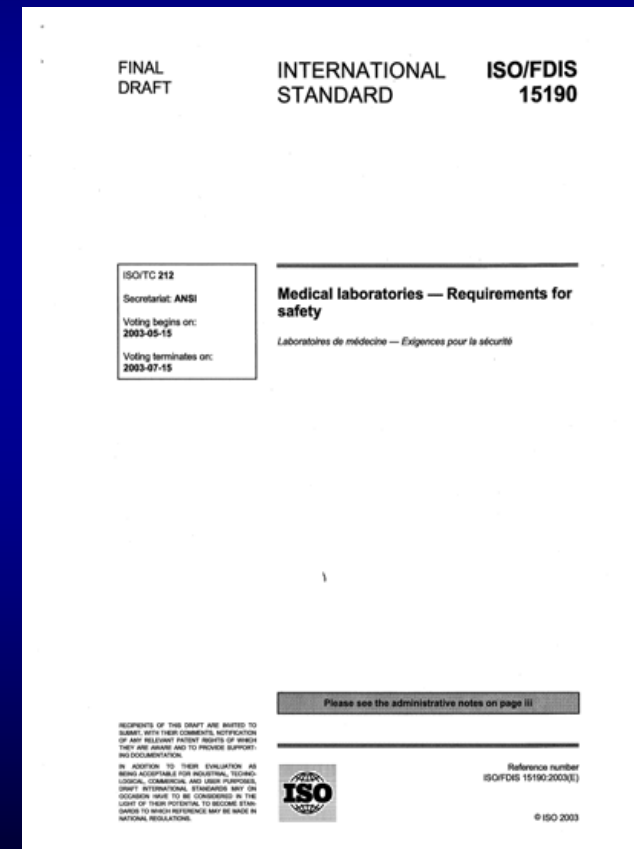 FINAL
DRAFT
INTERNATIONAL
STANDARD
ISO/FDIS
15190
ISO/TC 212
Secretariat: ANSI
Voting begins on:
2003-05-15
Voting terminates on:
2003-07-15
Medical laboratories — Requirements for
safety
Laboratoires de médecine — Exigences pour la sécurité
Please see the administrative notes on page iii
RECIPIENTS OF THIS DRAFT ARE INVITED TO
SUBMIT, WITH THEIR COMMENTS, NOTIFICATION
OF ANY RELEVANT PATENT RIGHTS OF WHICH
THEY ARE AWARE AND TO PROVIDE SUPPORT-
ING DOCUMENTATION.
IN ADDITION TO THEIR EVALUATION AS
BEING ACCEPTABLE FOR INDUSTRIAL, TECHNO-
LOGICAL, COMMERCIAL AND USER PURPOSES,
DRAFT INTERNATIONAL STANDARDS MAY ON
OCCASION HAVE TO BE CONSIDERED IN THE
LIGHT OF THEIR POTENTIAL TO BECOME STAN-
DARDS TO WHICH REFERENCE MAY BE MADE IN
NATIONAL REGULATIONS.
ISO
Reference number
ISO/FDIS 15190:2003(E)
© ISO 2003